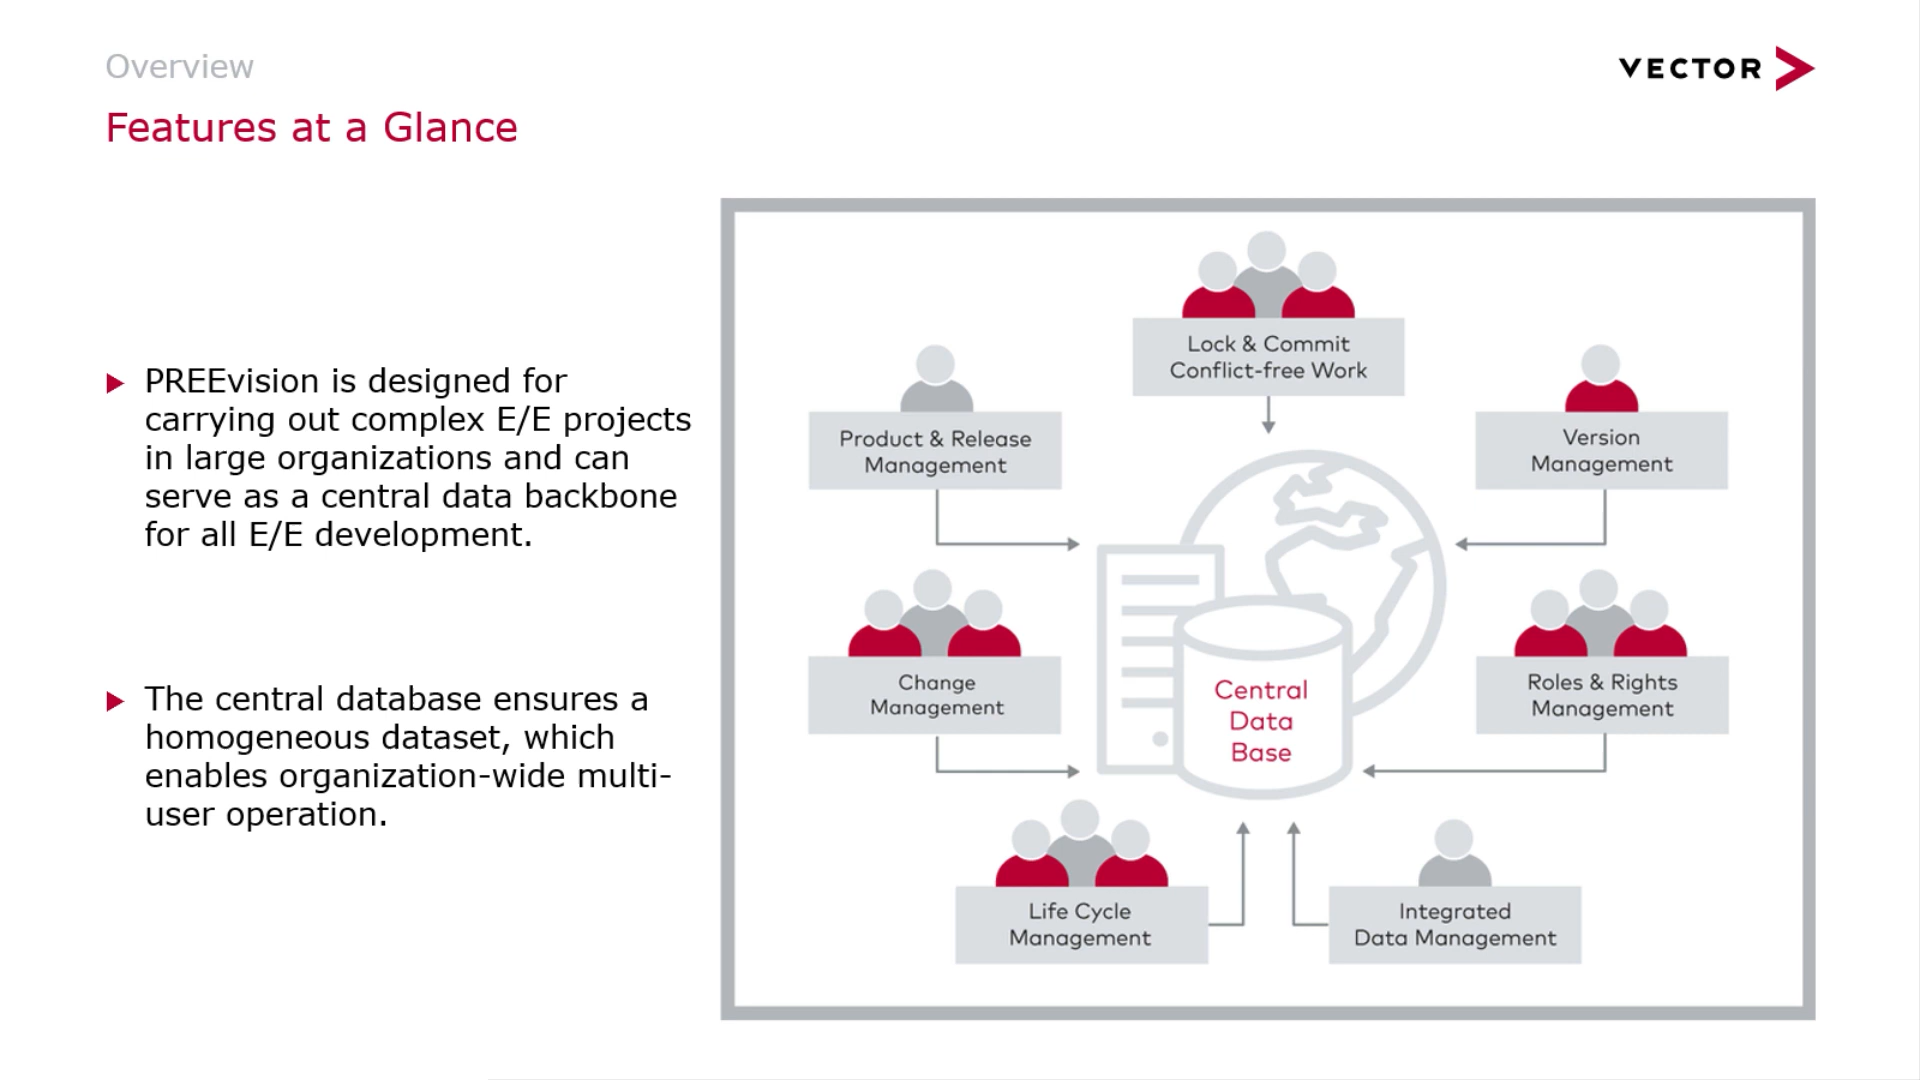 Overview
VECTOR
Features at a Glance
PREEvision is designed for
carrying out complex E/E projects
in large organizations and can
serve as a central data backbone
for all E/E development.
The central database ensures a
homogeneous dataset, which
enables organization-wide multi-
user operation.
Lock & Commit
Conflict-free Work
Product & Release
Management
Version
Management
Change
Management
Central
Data
Base
Roles & Rights
Management
Life Cycle
Management
Integrated
Data Management